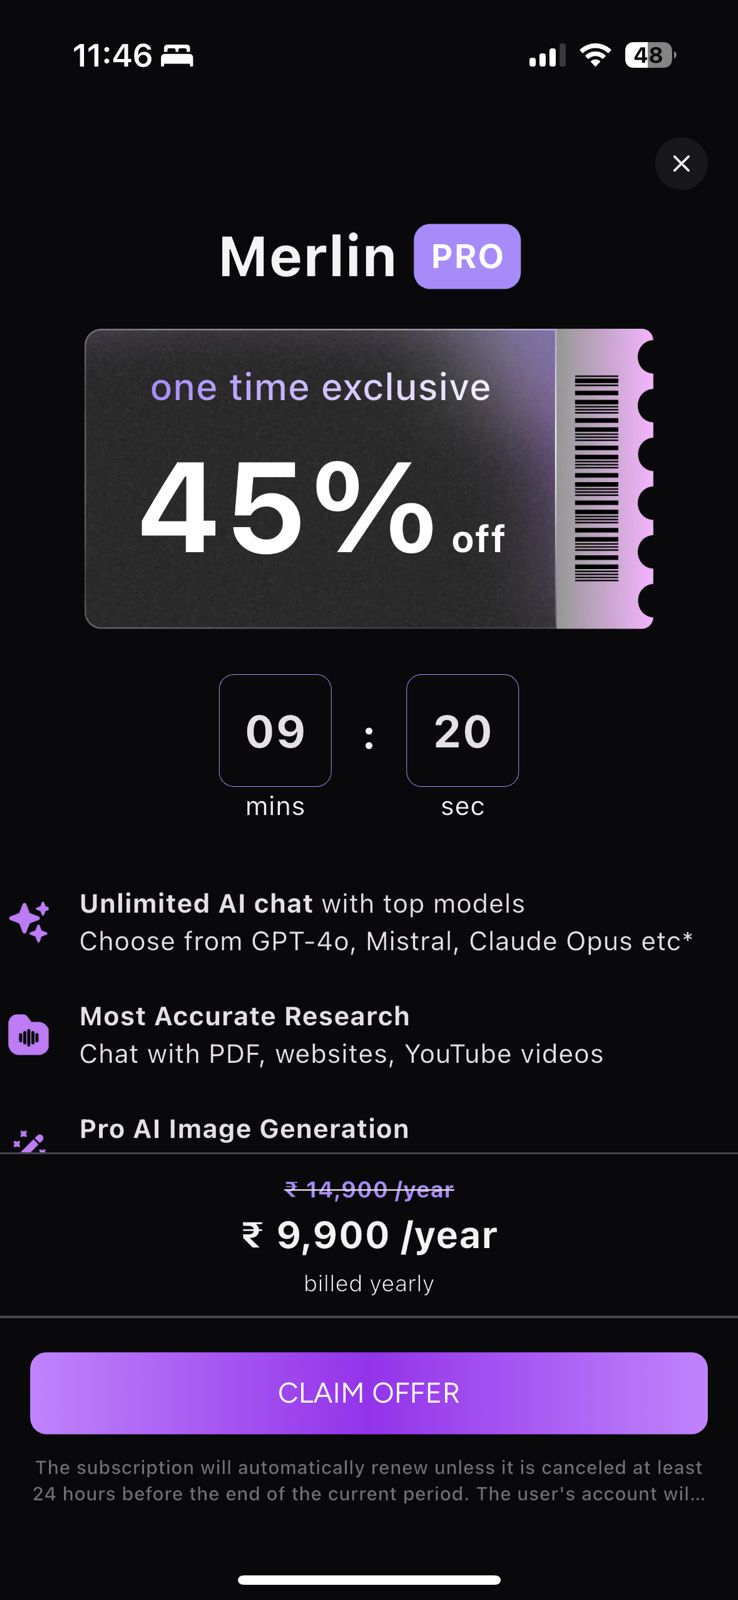 11:46
48
Merlin PRO
one time exclusive
45% off
09 : 20
mins sec
Unlimited AI chat with top models
Choose from GPT-4o, Mistral, Claude Opus etc*
Most Accurate Research
Chat with PDF, websites, YouTube videos
Pro AI Image Generation
₹ 14,900 /year
₹ 9,900 /year
billed yearly
CLAIM OFFER
The subscription will automatically renew unless it is canceled at least
24 hours before the end of the current period. The user's account wil...